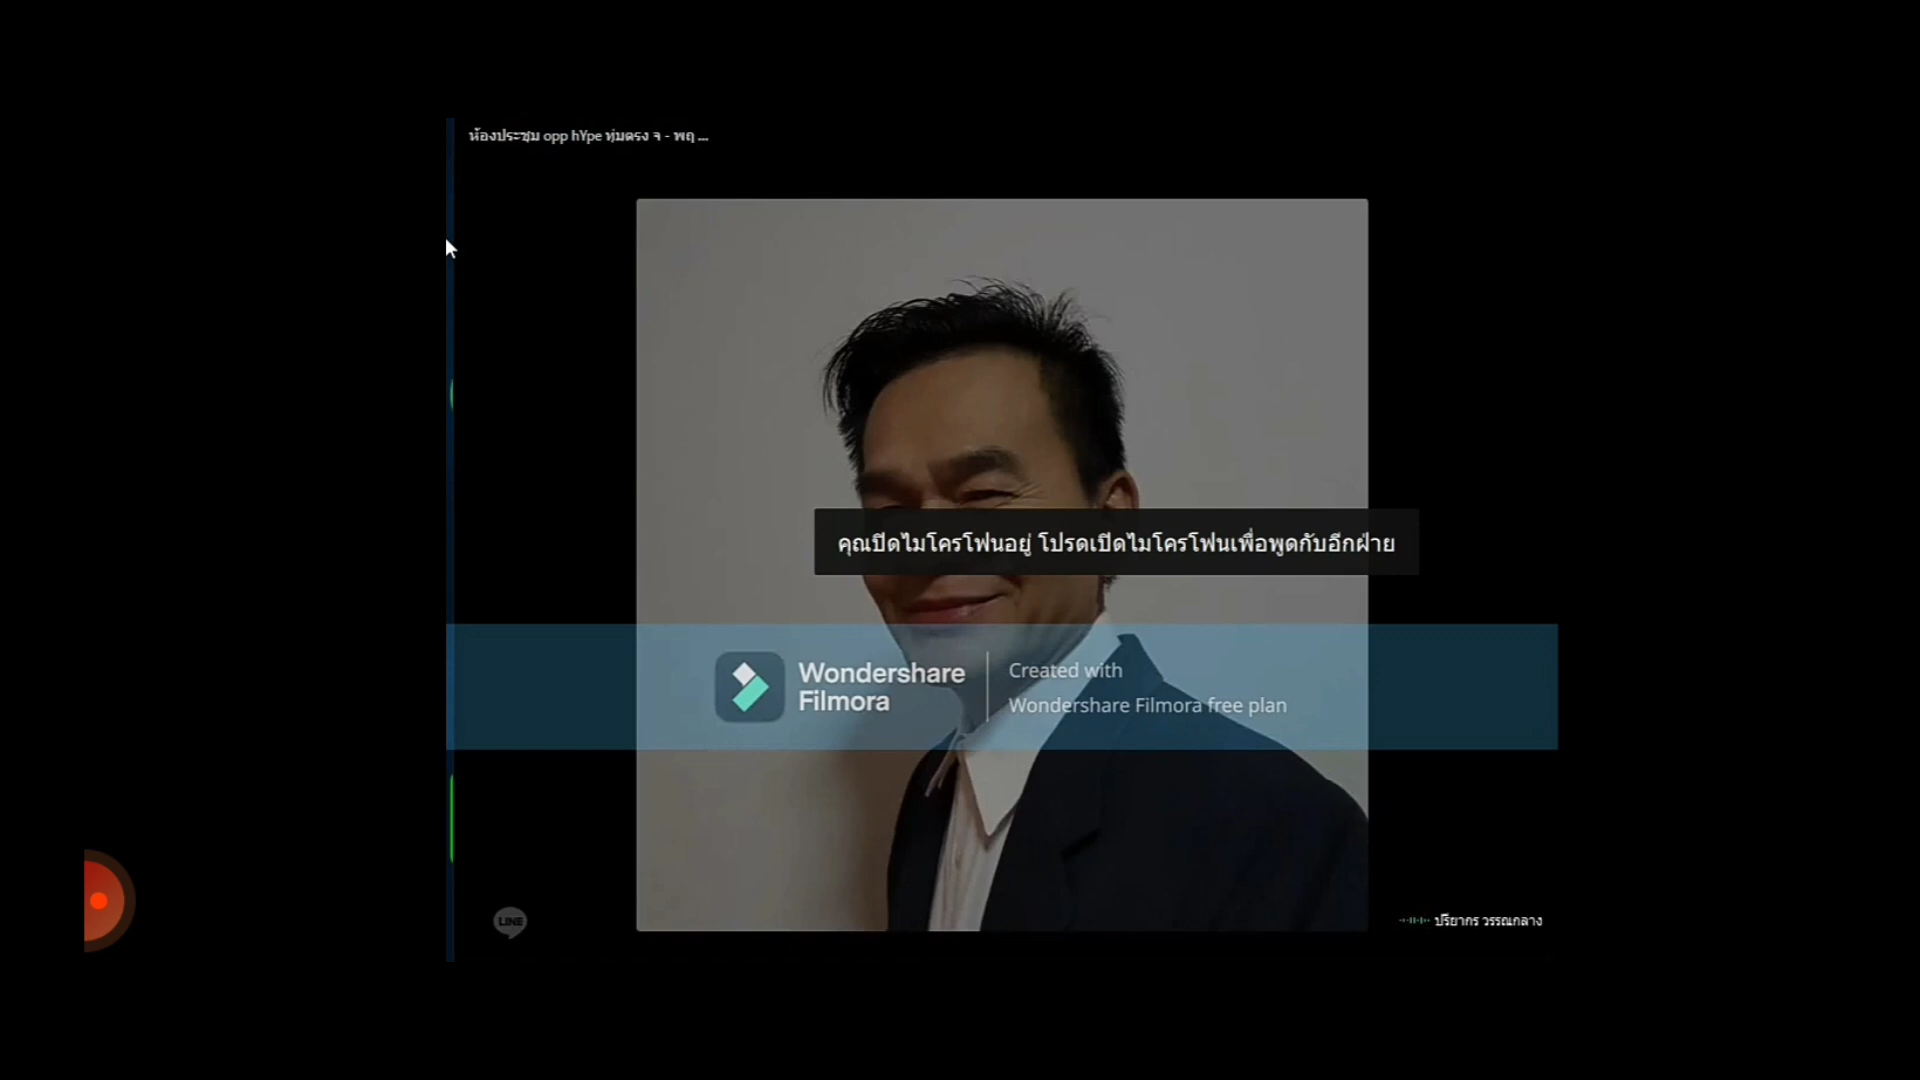 ห้องประชุม opp hYpe ทุ่มตรง จ - พฤ ...
คุณปิดไมโครโฟนอยู่ โปรดเปิดไมโครโฟนเพื่อพูดกับอีกฝ่าย
Wondershare
Filmora
Created with
Wondershare Filmora free plan
LINE
ปรียากร วรรณกลาง